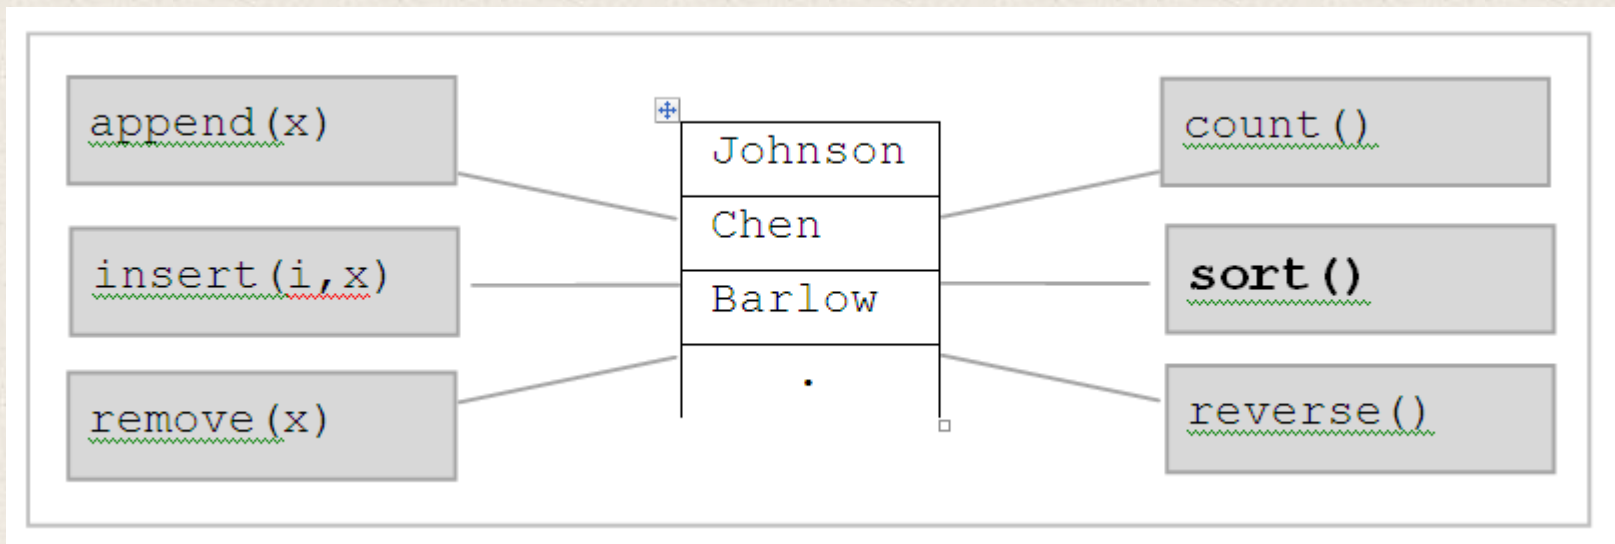 append(x)
insert(i,x)
remove(x)
Johnson
Chen
Barlow
.
count()
sort()
reverse()